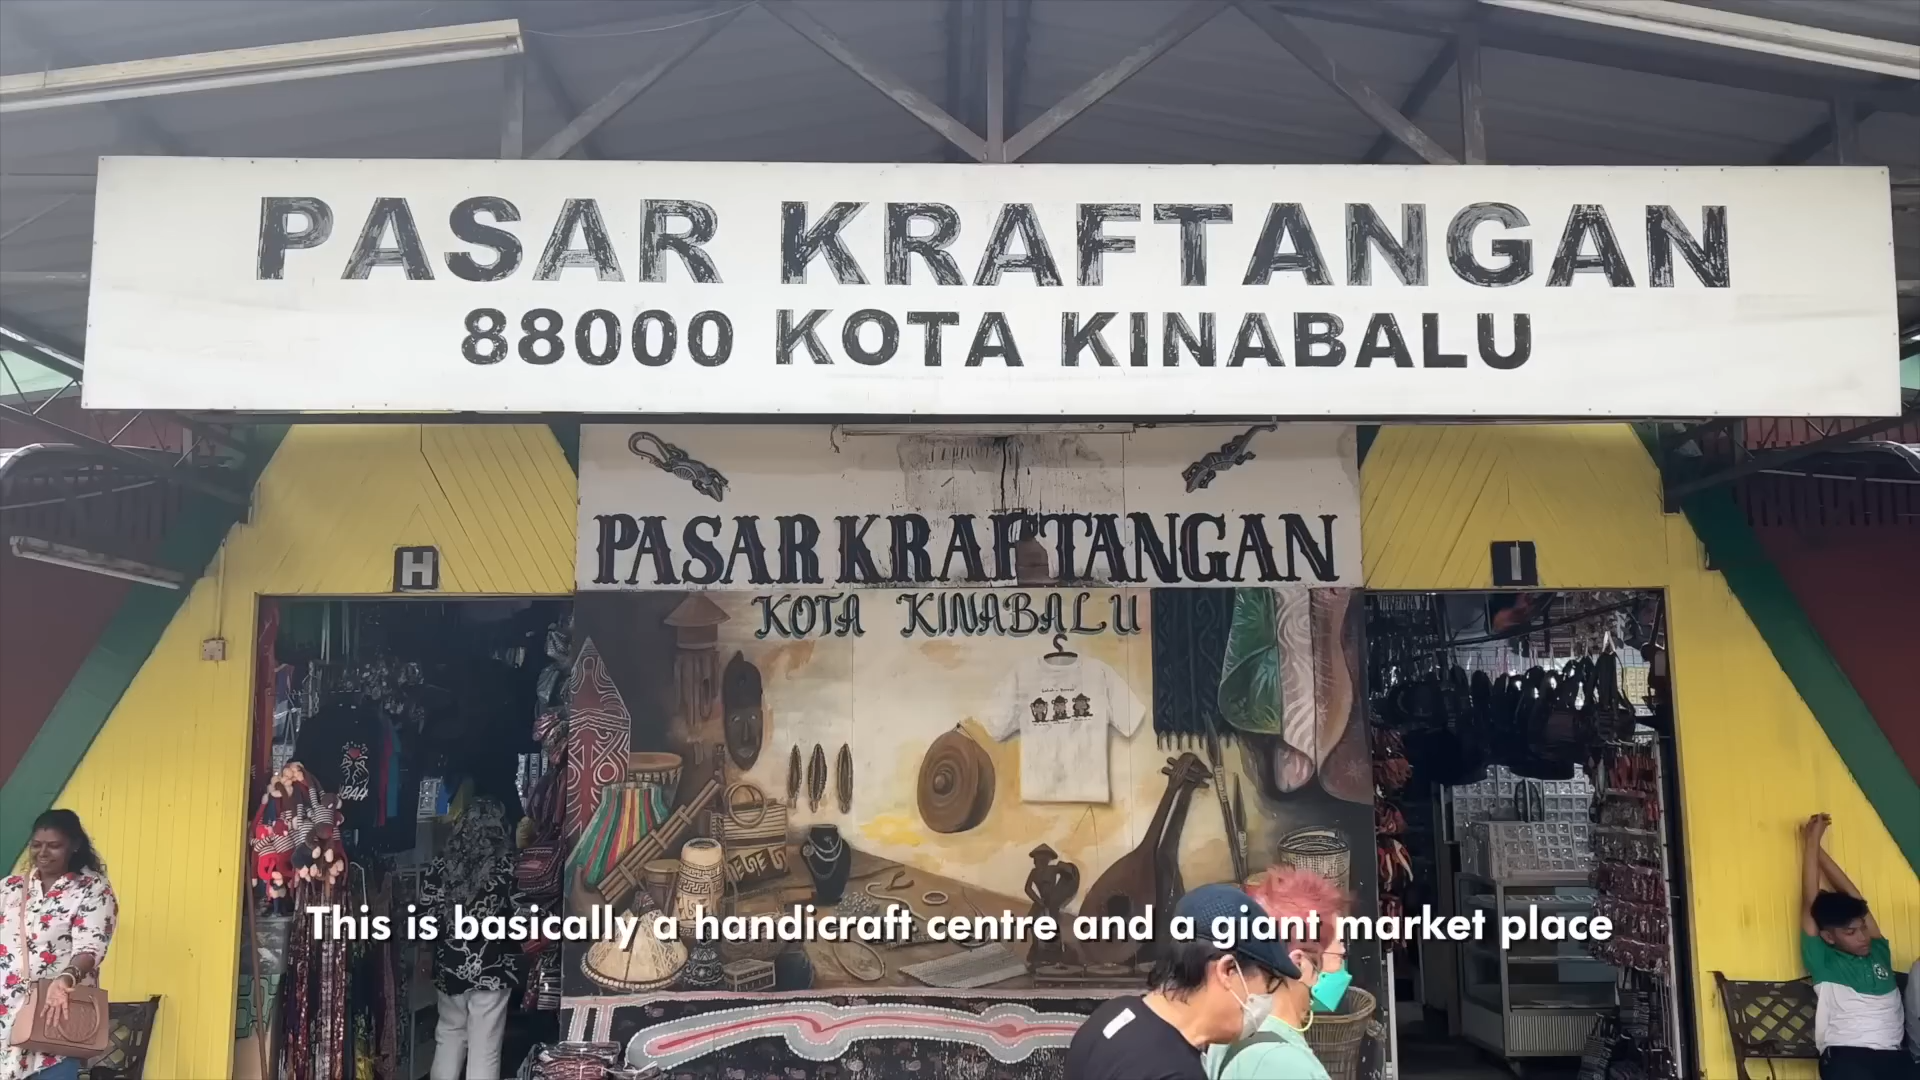 PASAR KRAFTANGAN
88000 KOTA KINABALU
PASAR KRAFTANGAN
KOTA KINABALU
H
I
This is basically a handicraft centre and a giant market place